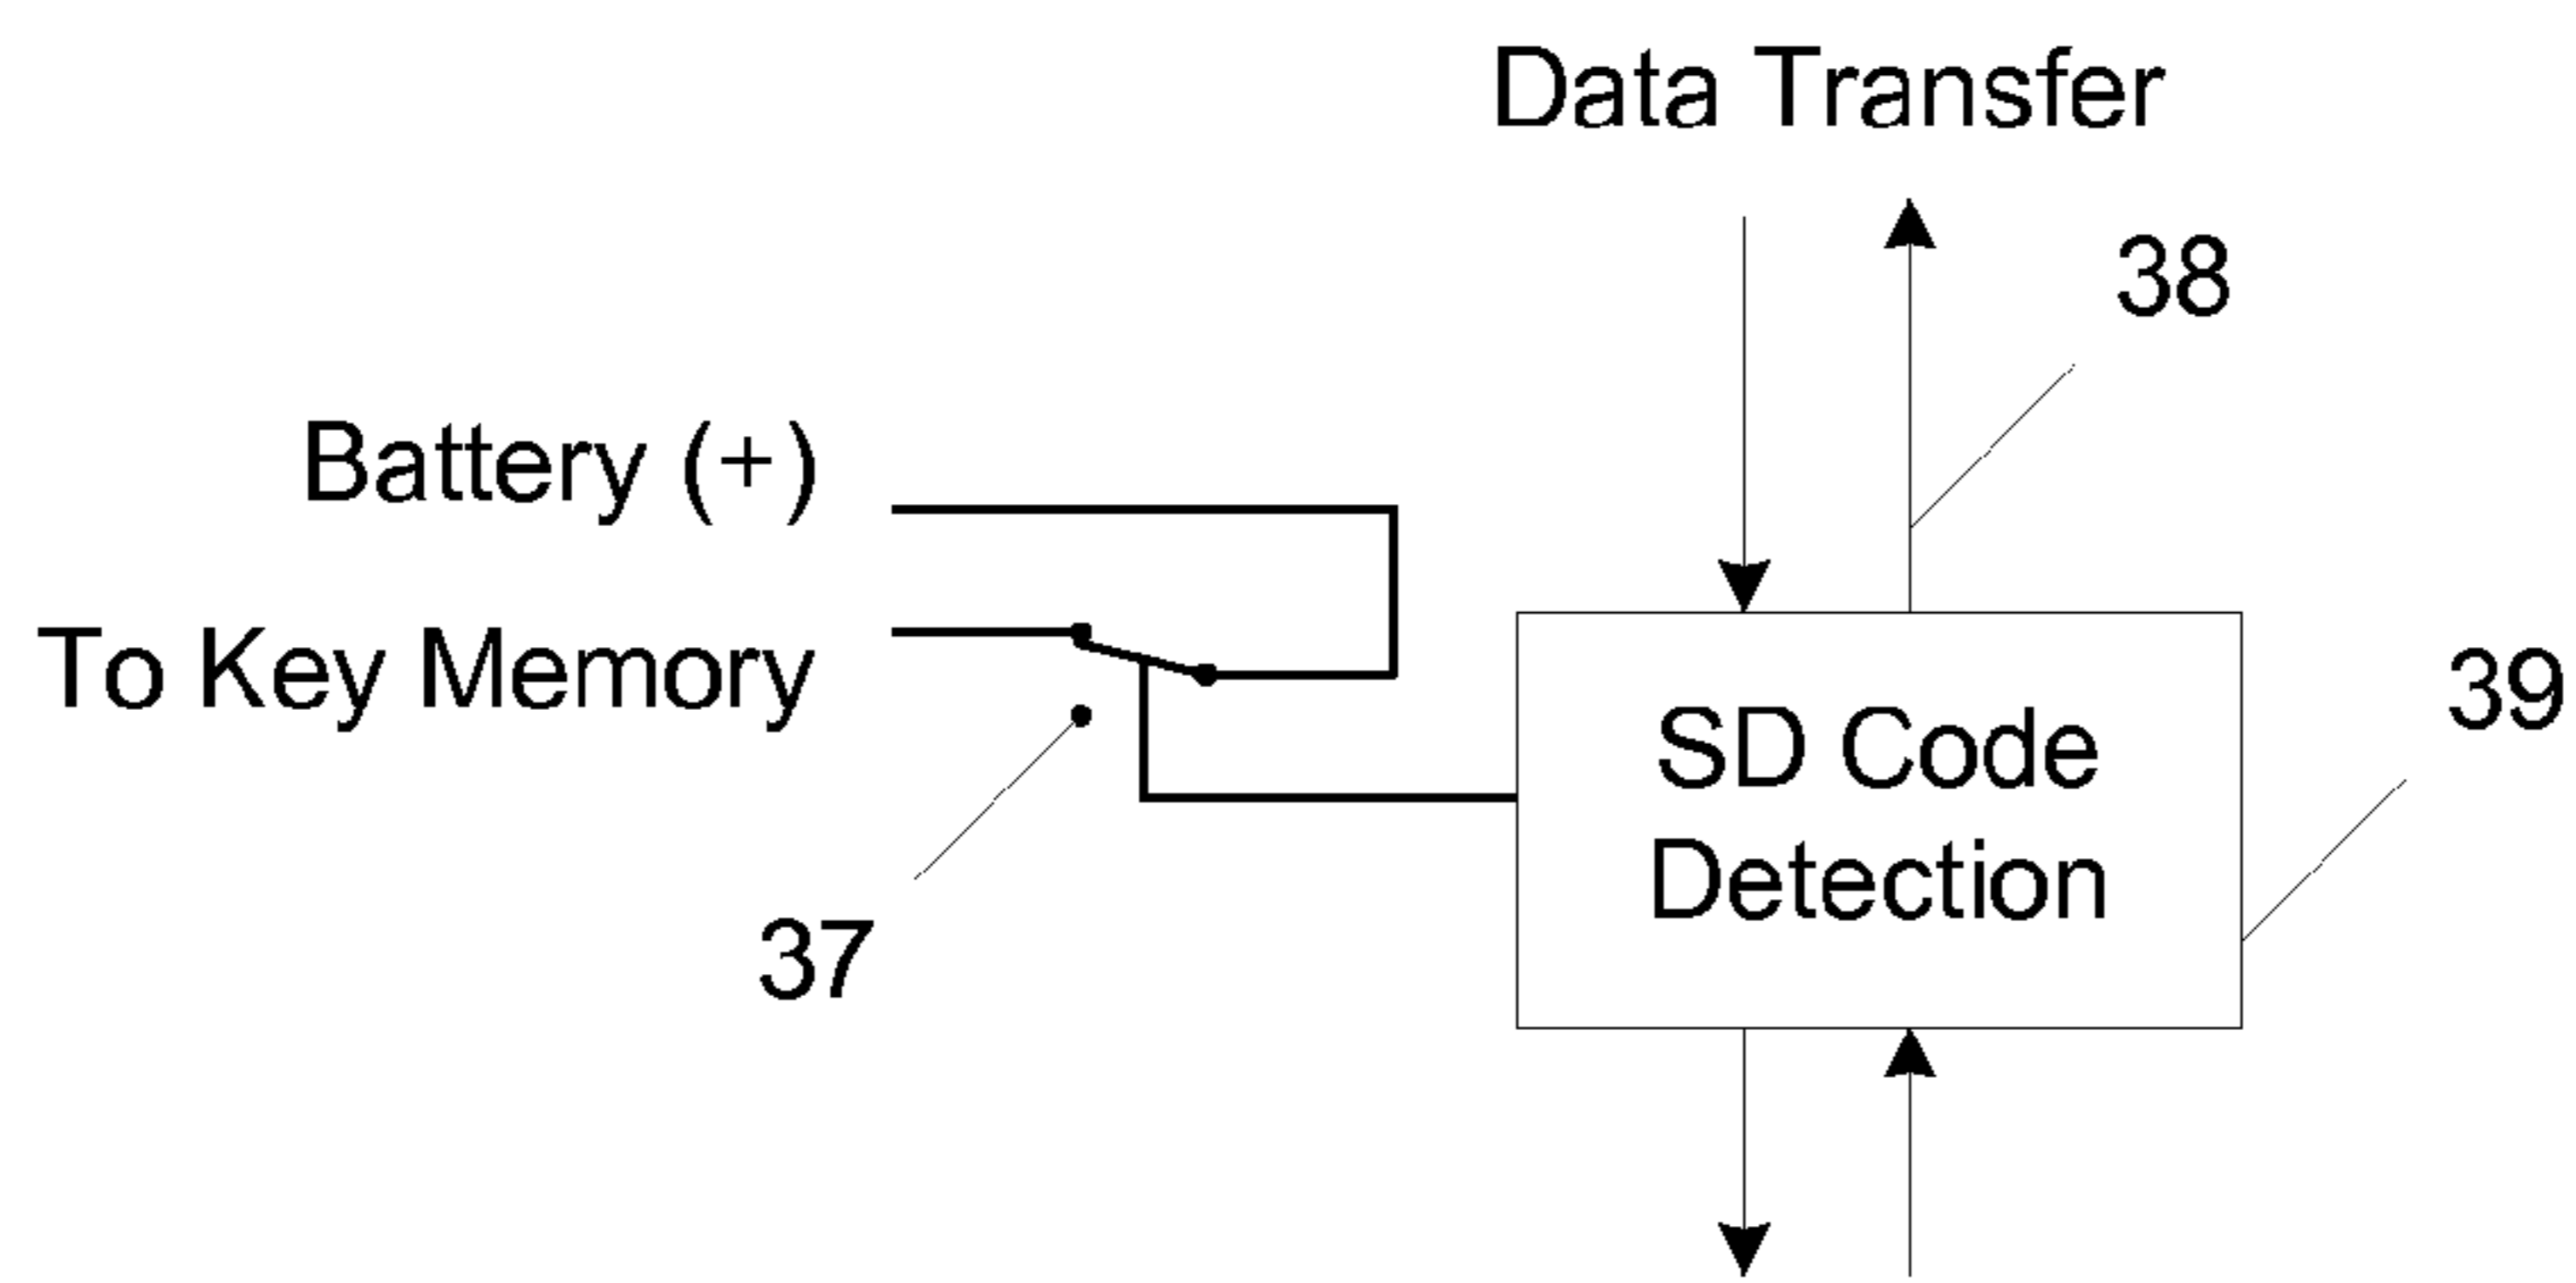 Data Transfer
38
Battery (+)
To Key Memory
39
SD Code
Detection
37